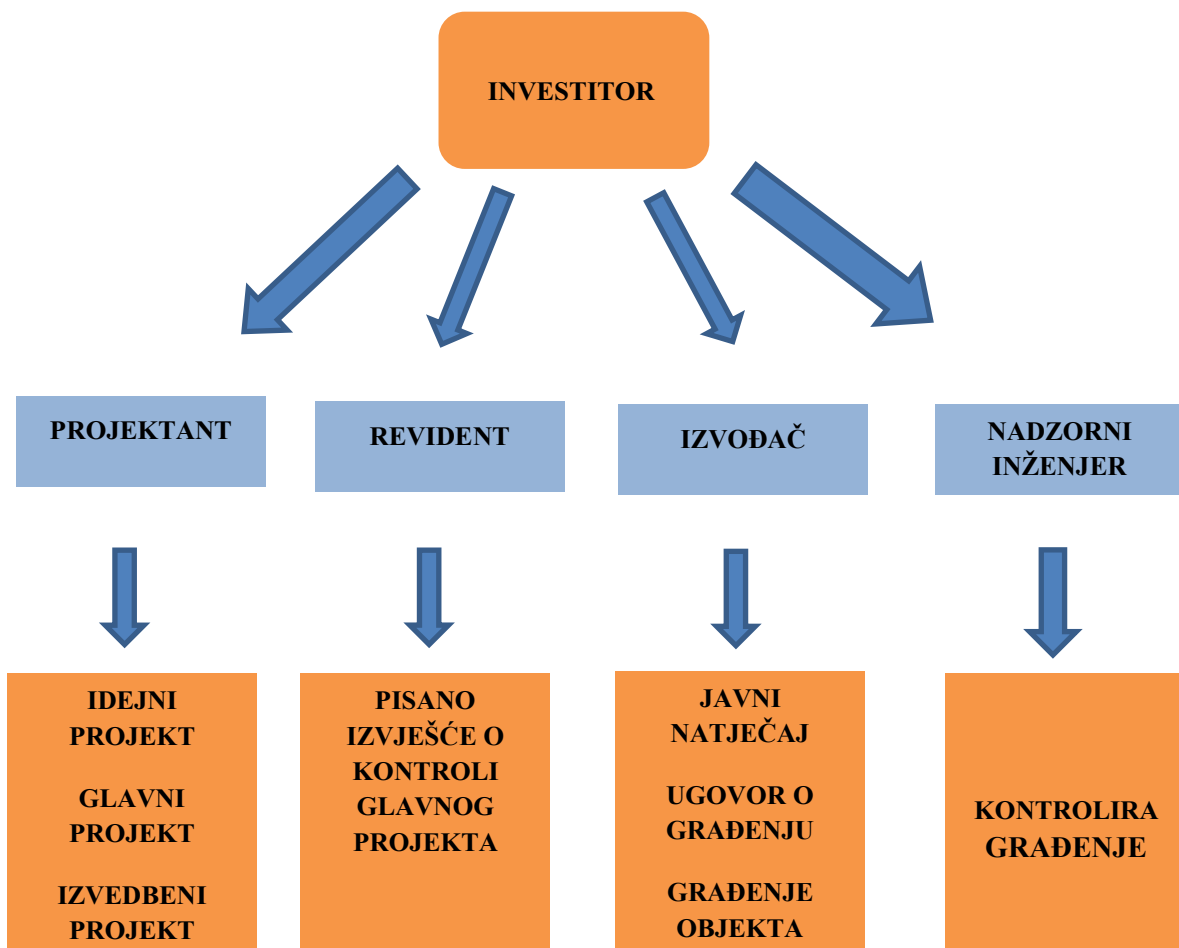 INVESTITOR
PROJEKTANT
REVIDENT
IZVOĐAČ
NADZORNI
INŽENJER
IDEJNI
PROJEKT
GLAVNI
PROJEKT
IZVEDBENI
PROJEKT
PISANO
IZVJEŠĆE O
KONTROLI
GLAVNOG
PROJEKTA
JAVNI
NATJEČAJ
UGOVOR O
GRAĐENJU
GRAĐENJE
OBJEKTA
KONTROLIRA
GRAĐENJE